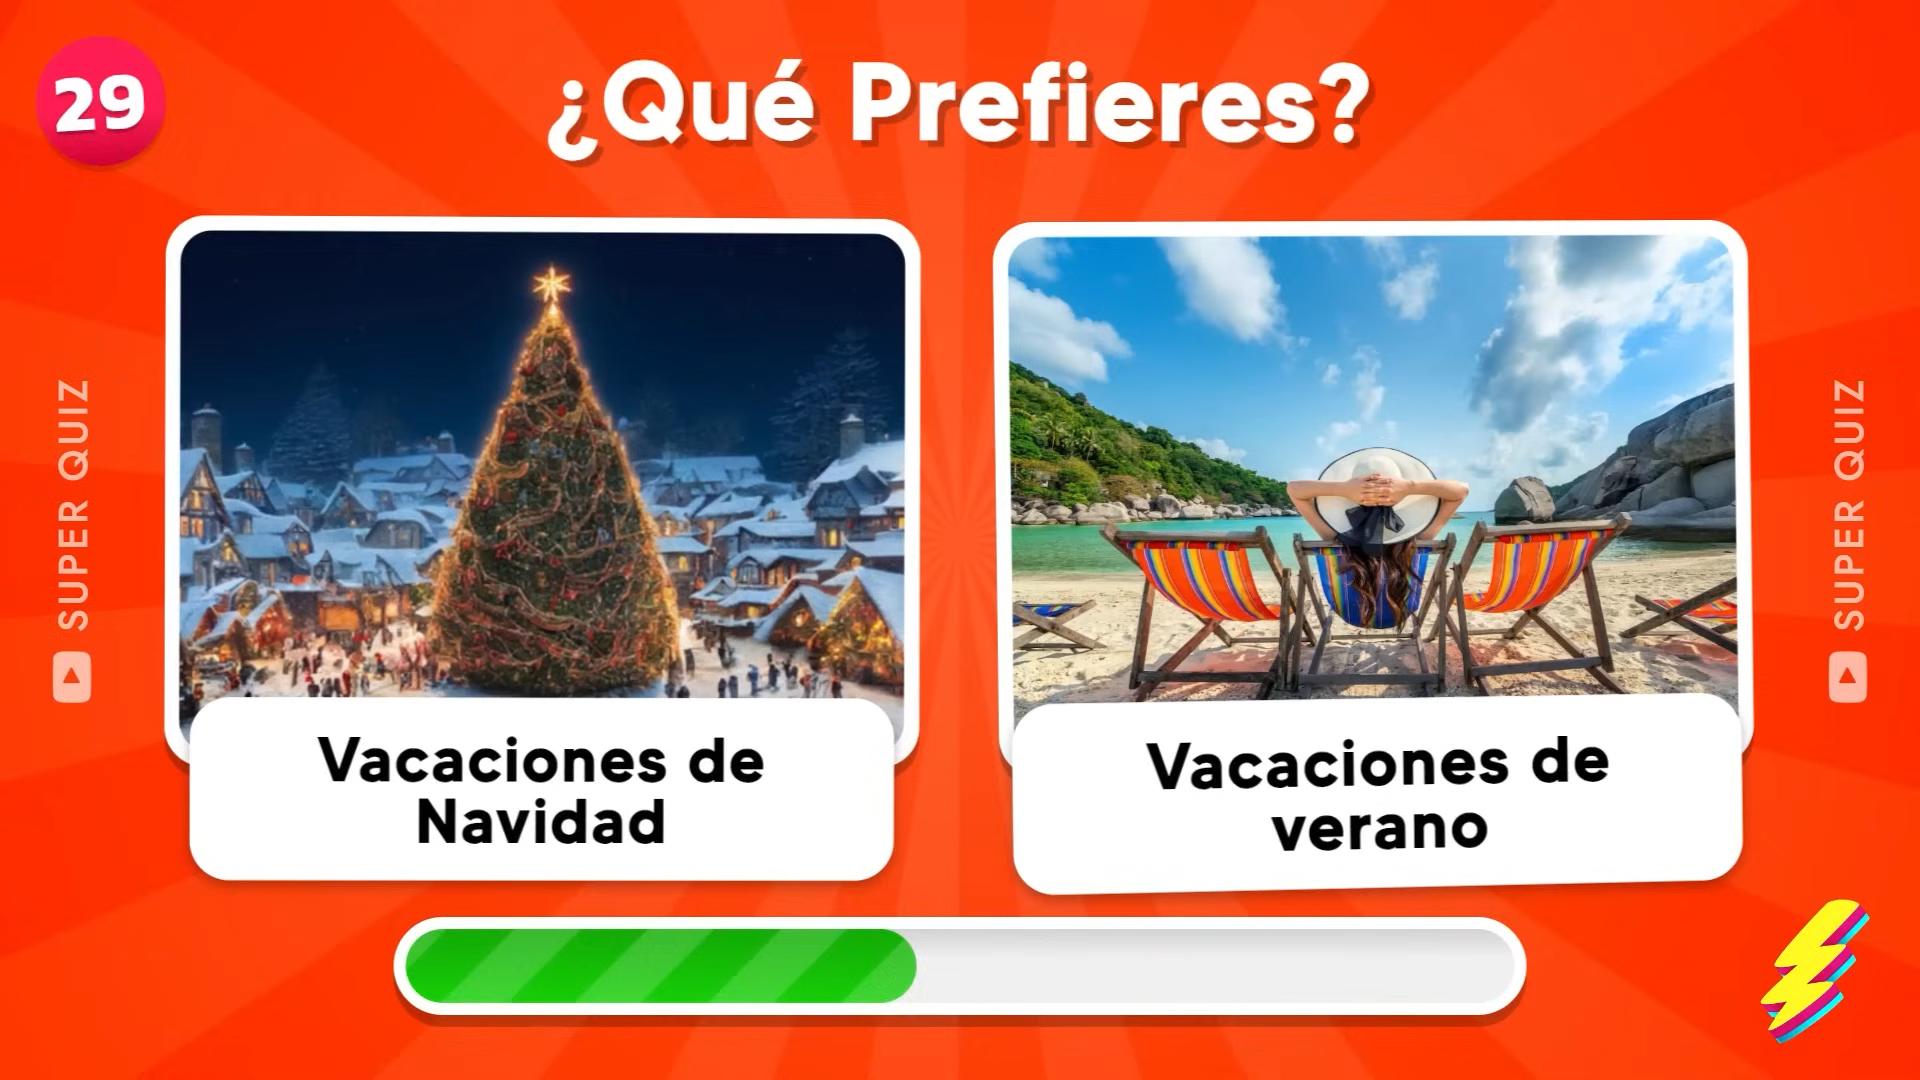 29
¿Qué Prefieres?
SUPER QUIZ
SUPER QUIZ
Vacaciones de
Navidad
Vacaciones de
verano